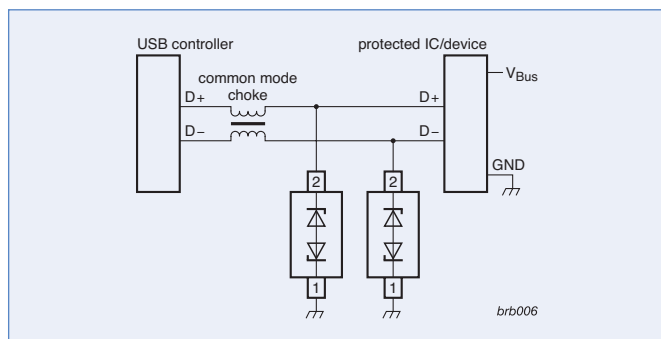 USB controller
protected IC/device
common mode
choke
VBus
D+
D+
D−
D−
GND
2
2
1
1
brb006